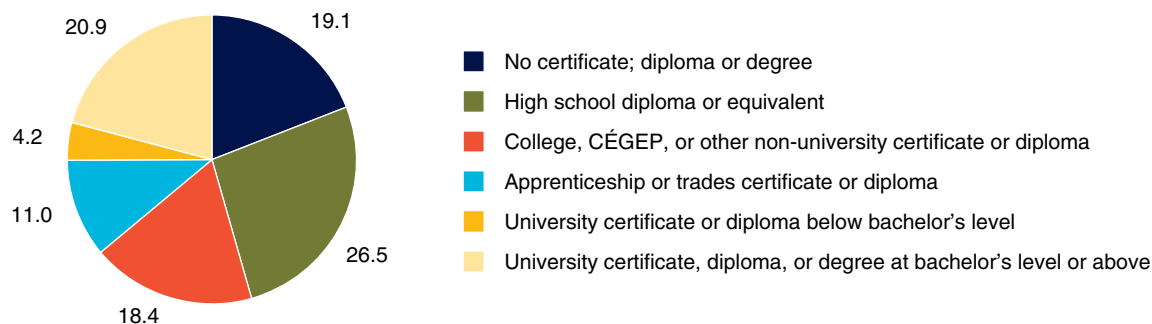 20.9
19.1
4.2
11.0
18.4
26.5
No certificate; diploma or degree
High school diploma or equivalent
College, CÉGEP, or other non-university certificate or diploma
Apprenticeship or trades certificate or diploma
University certificate or diploma below bachelor’s level
University certificate, diploma, or degree at bachelor’s level or above